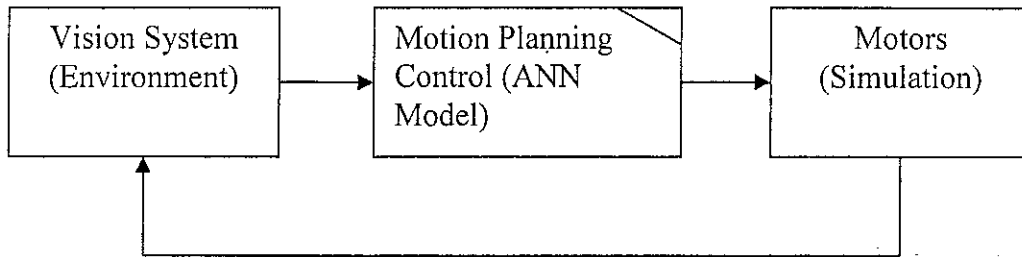 Vision System
(Environment)
Motion Planning
Control (ANN
Model)
Motors
(Simulation)